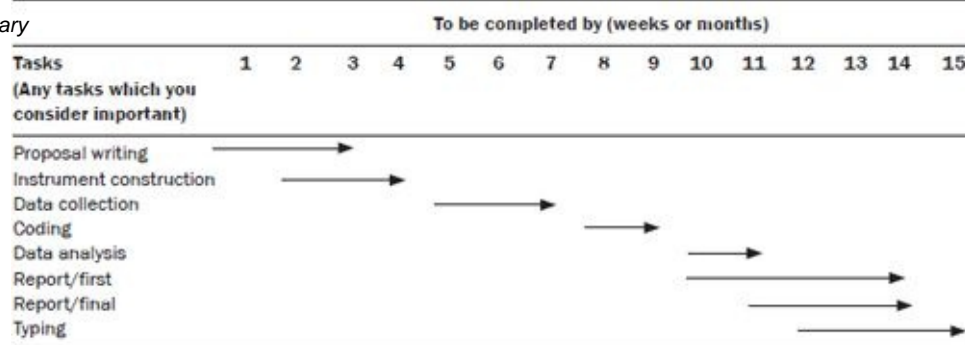 ary
To be completed by (weeks or months)
Tasks 1 2 3 4 5 6 7 8 9 10 11 12 13 14 15
(Any tasks which you
consider important)
Proposal writing
Instrument construction
Data collection
Coding
Data analysis
Report/first
Report/final
Typing